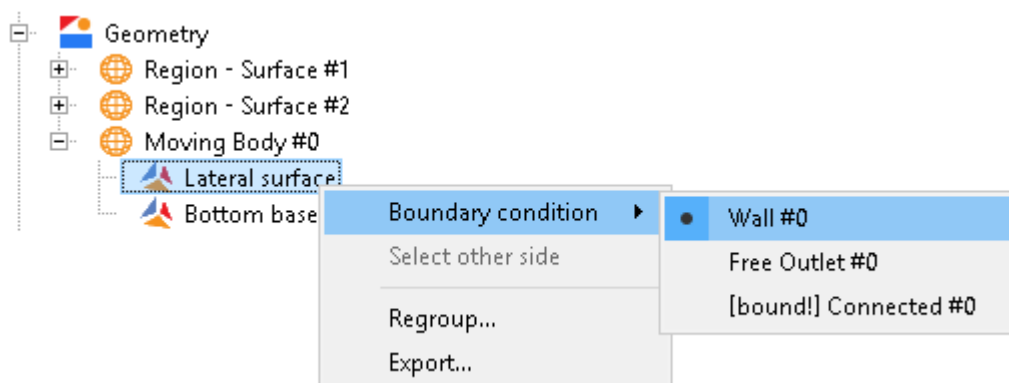 Geometry
Region - Surface #1
Region - Surface #2
Moving Body #0
Lateral surface
Bottom base
Boundary condition
Select other side
Regroup...
Export...
Wall #0
Free Outlet #0
[bound!] Connected #0